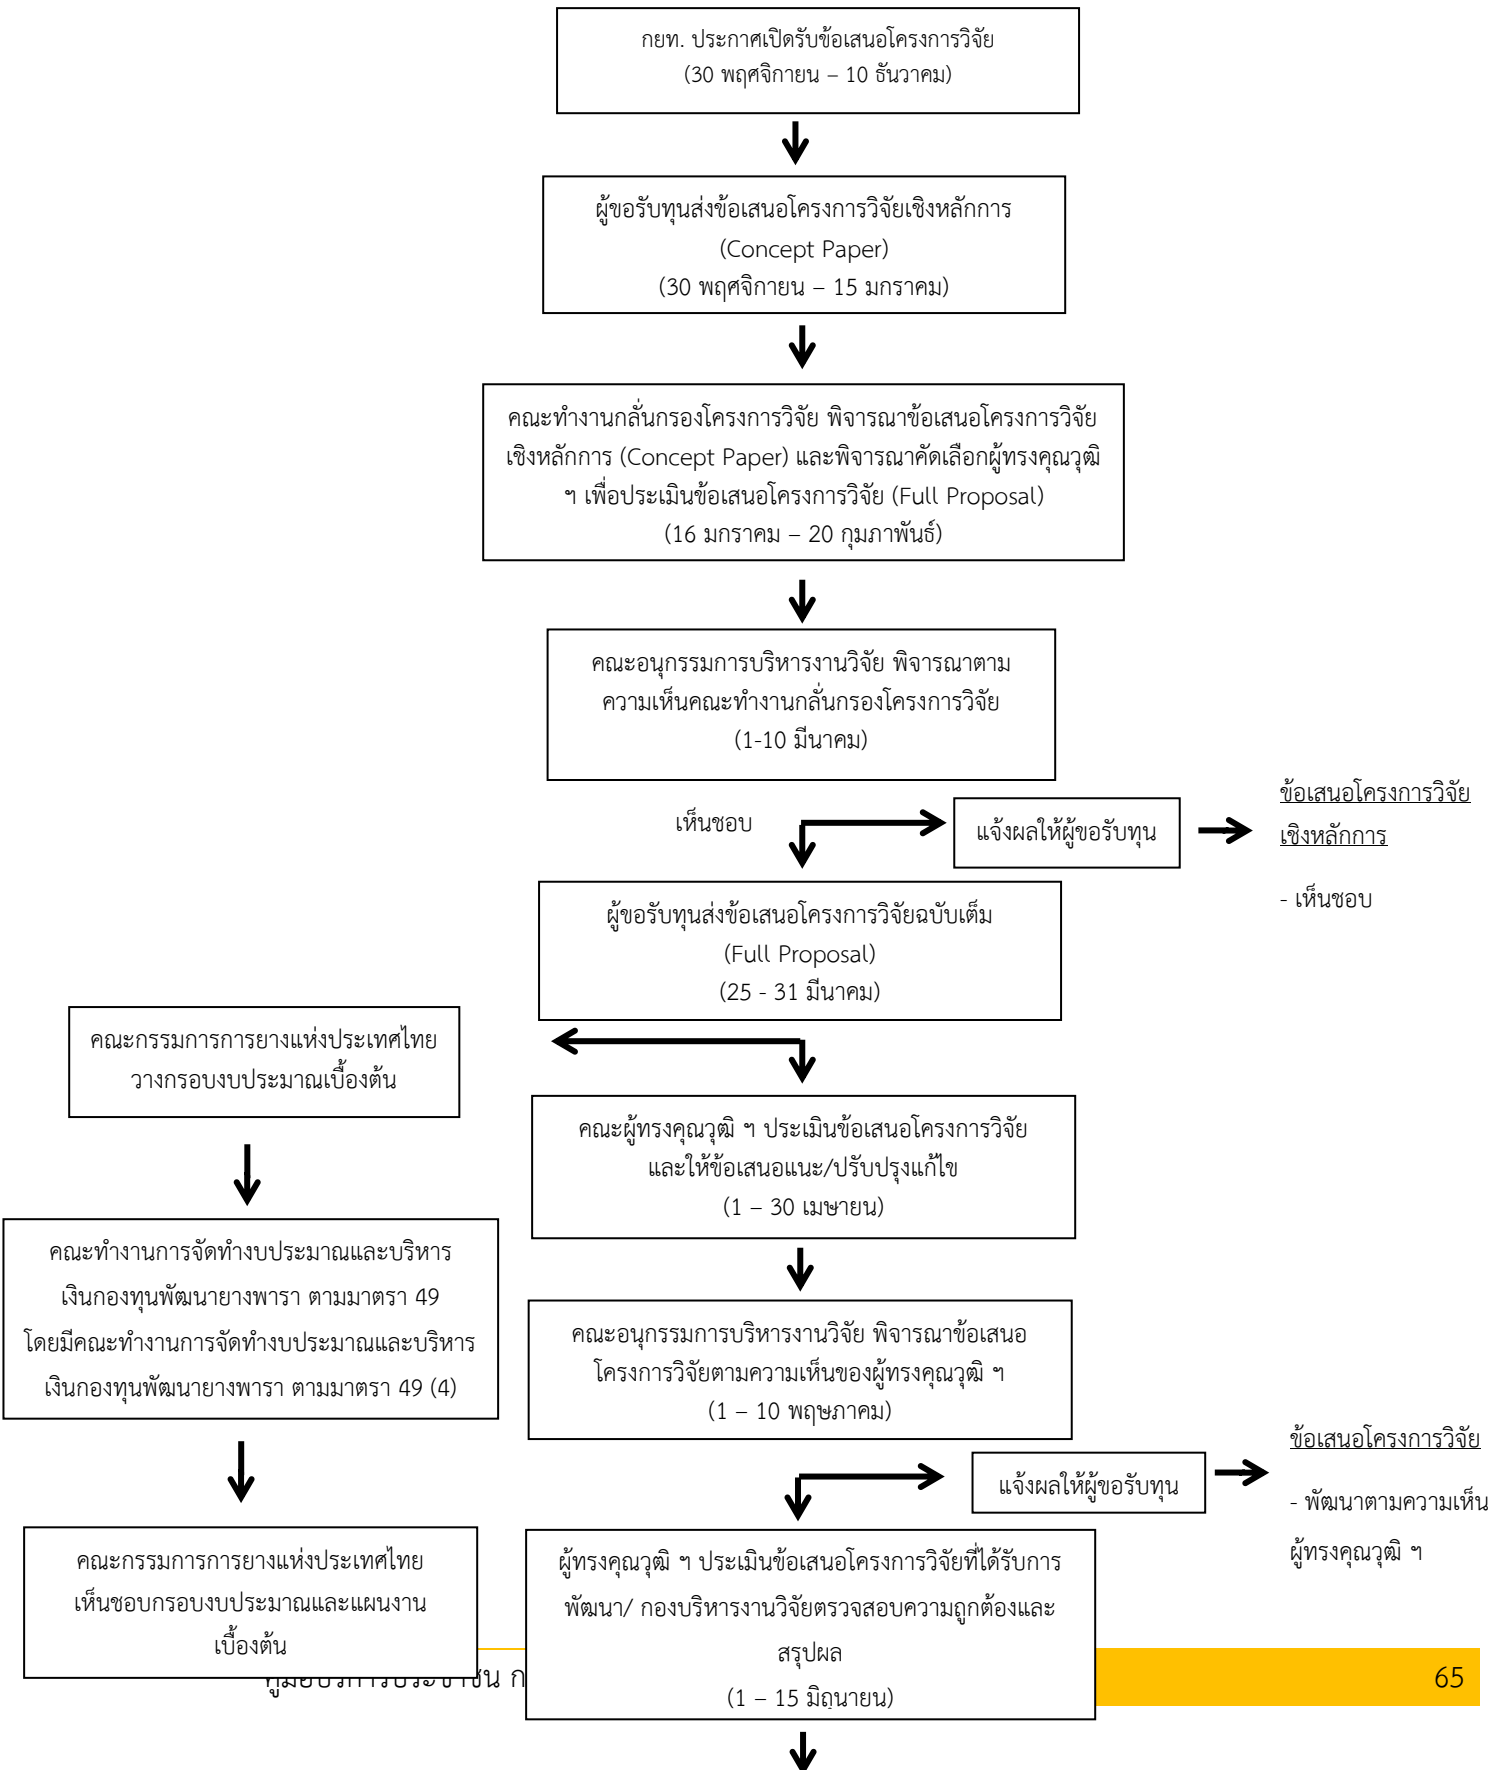 กยท. ประกาศเปิดรับข้อเสนอโครงการวิจัย
(30 พฤศจิกายน – 10 ธันวาคม)
ผู้ขอรับทุนส่งข้อเสนอโครงการวิจัยเชิงหลักการ
(Concept Paper)
(30 พฤศจิกายน – 15 มกราคม)
คณะทำงานกลั่นกรองโครงการวิจัย พิจารณาข้อเสนอโครงการวิจัย
เชิงหลักการ (Concept Paper) และพิจารณาคัดเลือกผู้ทรงคุณวุฒิ
ฯ เพื่อประเมินข้อเสนอโครงการวิจัย (Full Proposal)
(16 มกราคม – 20 กุมภาพันธ์)
คณะอนุกรรมการบริหารงานวิจัย พิจารณาตาม
ความเห็นคณะทำงานกลั่นกรองโครงการวิจัย
(1-10 มีนาคม)
เห็นชอบ
แจ้งผลให้ผู้ขอรับทุน
ข้อเสนอโครงการวิจัย
เชิงหลักการ
- เห็นชอบ
ผู้ขอรับทุนส่งข้อเสนอโครงการวิจัยฉบับเต็ม
(Full Proposal)
(25 - 31 มีนาคม)
คณะกรรมการการยางแห่งประเทศไทย
วางกรอบงบประมาณเบื้องต้น
คณะผู้ทรงคุณวุฒิ ฯ ประเมินข้อเสนอโครงการวิจัย
และให้ข้อเสนอแนะ/ปรับปรุงแก้ไข
(1 – 30 เมษายน)
คณะทำงานการจัดทำงบประมาณและบริหาร
เงินกองทุนพัฒนายางพารา ตามมาตรา 49
โดยมีคณะทำงานการจัดทำงบประมาณและบริหาร
เงินกองทุนพัฒนายางพารา ตามมาตรา 49 (4)
คณะอนุกรรมการบริหารงานวิจัย พิจารณาข้อเสนอ
โครงการวิจัยตามความเห็นของผู้ทรงคุณวุฒิ ฯ
(1 – 10 พฤษภาคม)
แจ้งผลให้ผู้ขอรับทุน
ข้อเสนอโครงการวิจัย
- พัฒนาตามความเห็น
ผู้ทรงคุณวุฒิ ฯ
คณะกรรมการการยางแห่งประเทศไทย
เห็นชอบกรอบงบประมาณและแผนงาน
เบื้องต้น
ผู้ทรงคุณวุฒิ ฯ ประเมินข้อเสนอโครงการวิจัยที่ได้รับการ
พัฒนา/ กองบริหารงานวิจัยตรวจสอบความถูกต้องและ
สรุปผล
(1 – 15 มิถุนายน)
65